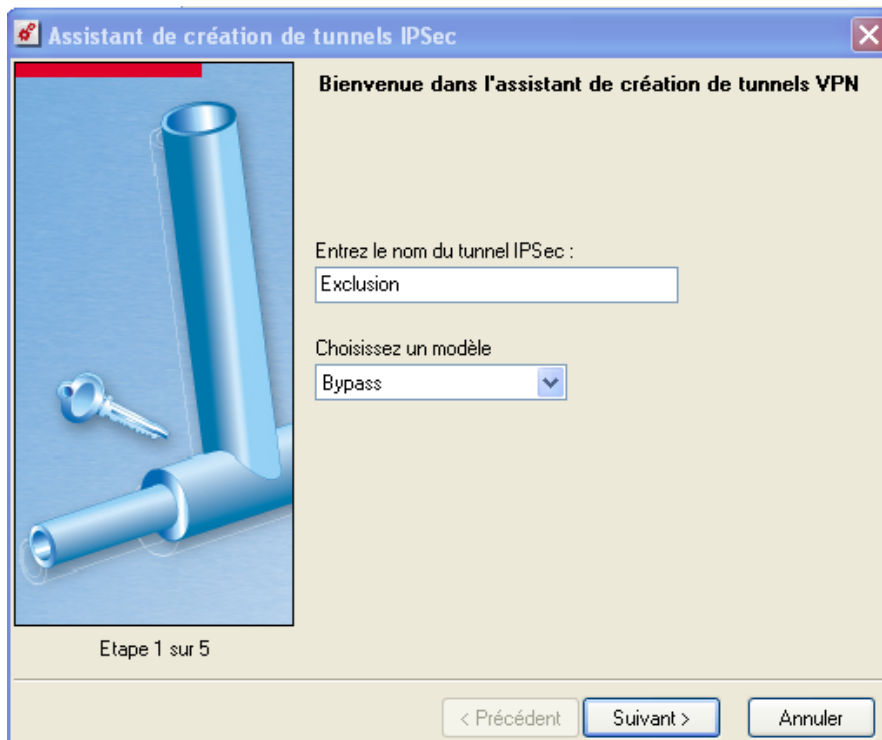 Assistant de création de tunnels IPSec
Bienvenue dans l'assistant de création de tunnels VPN
Entrez le nom du tunnel IPSec :
Exclusion
Choisissez un modèle
Bypass
Etape 1 sur 5
< Précédent
Suivant >
Annuler